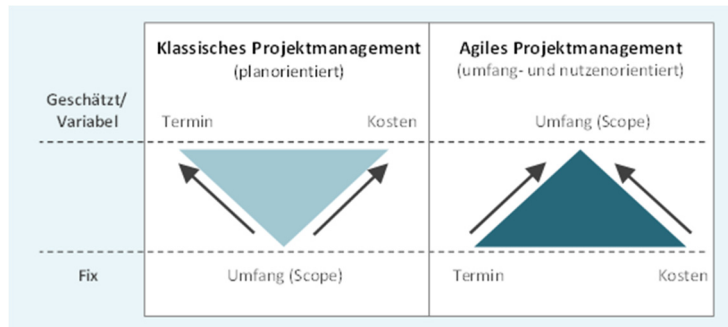 Klassisches Projektmanagement
(planorientiert)
Agiles Projektmanagement
(umfang- und nutzenorientiert)
Geschätzt/
Variabel
Termin
Kosten
Umfang (Scope)
Fix
Umfang (Scope)
Termin
Kosten